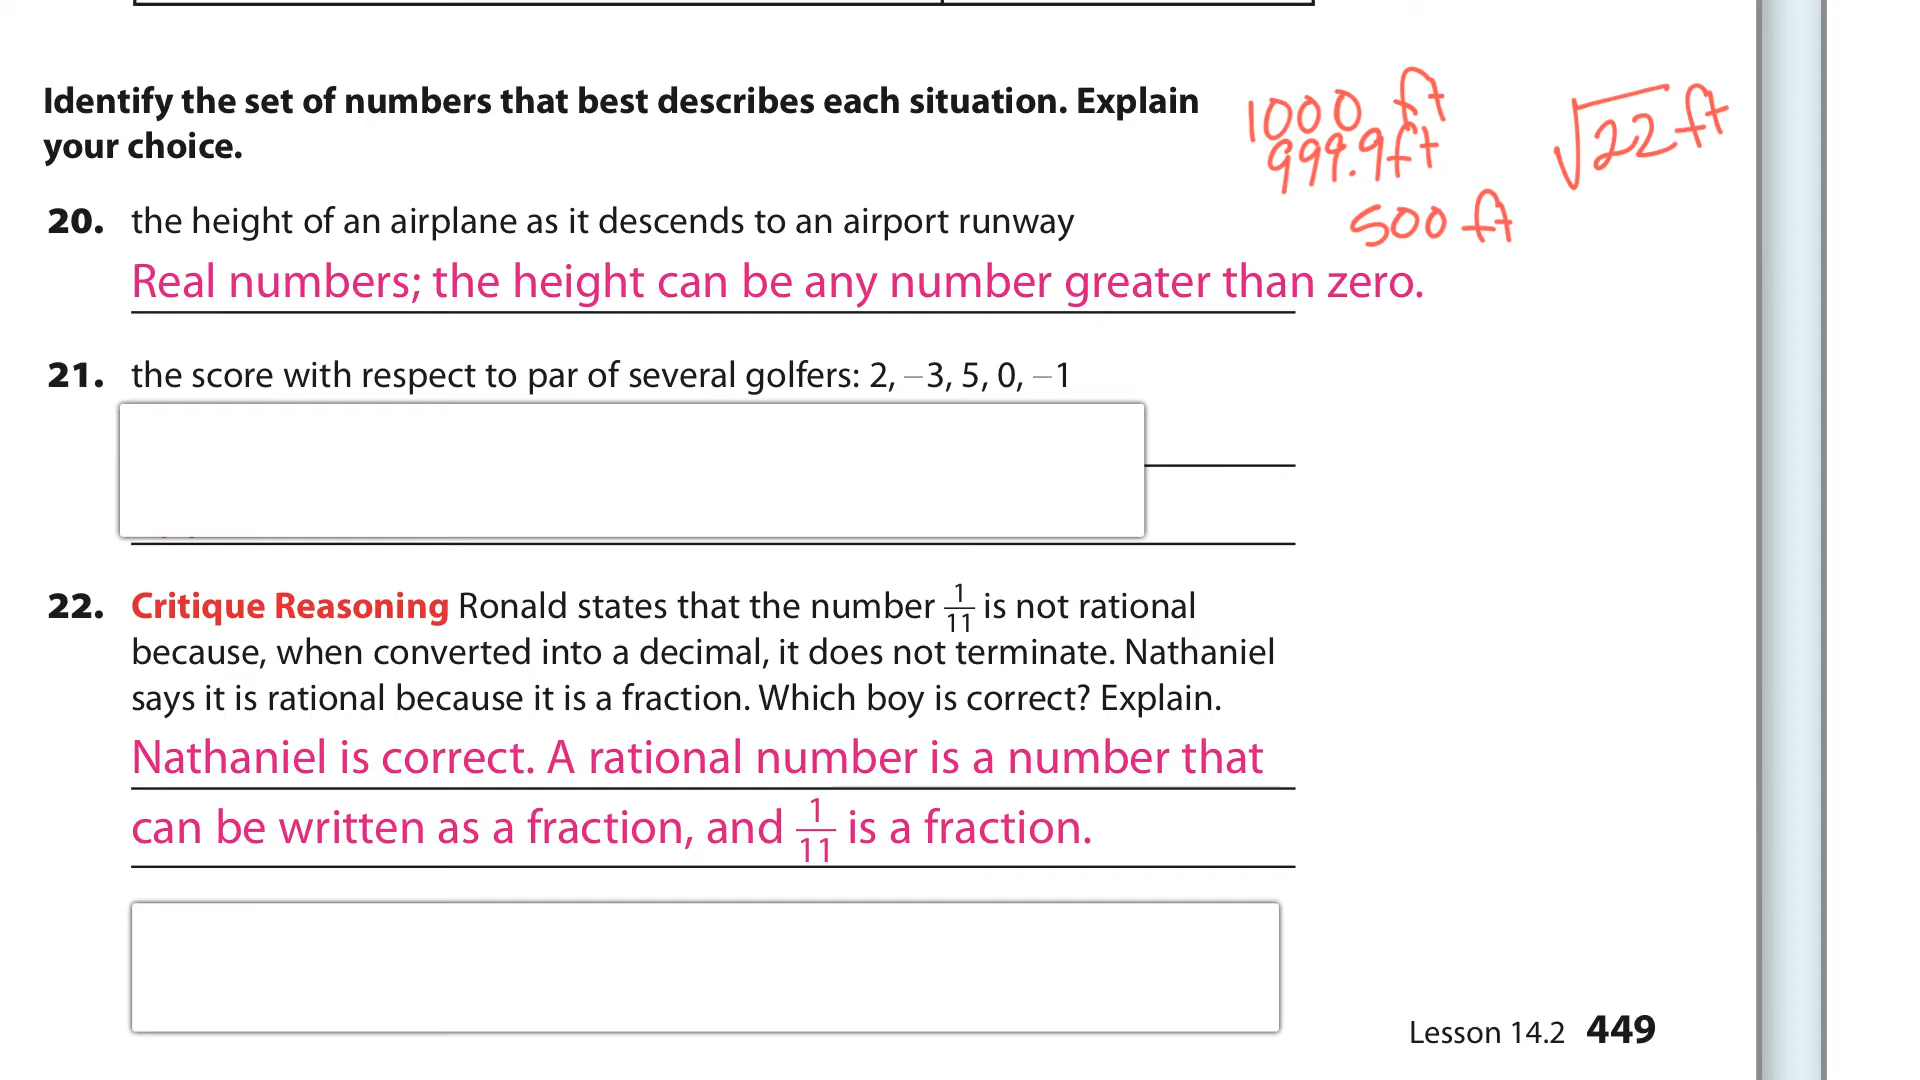 Identify the set of numbers that best describes each situation. Explain
your choice.
1000 ft
999.9ft
500 ft
√22 ft
20. the height of an airplane as it descends to an airport runway
Real numbers; the height can be any number greater than zero.
21. the score with respect to par of several golfers: 2, −3, 5, 0, −1
22. Critique Reasoning Ronald states that the number 1/11 is not rational
because, when converted into a decimal, it does not terminate. Nathaniel
says it is rational because it is a fraction. Which boy is correct? Explain.
Nathaniel is correct. A rational number is a number that
can be written as a fraction, and 1/11 is a fraction.
Lesson 14.2 449